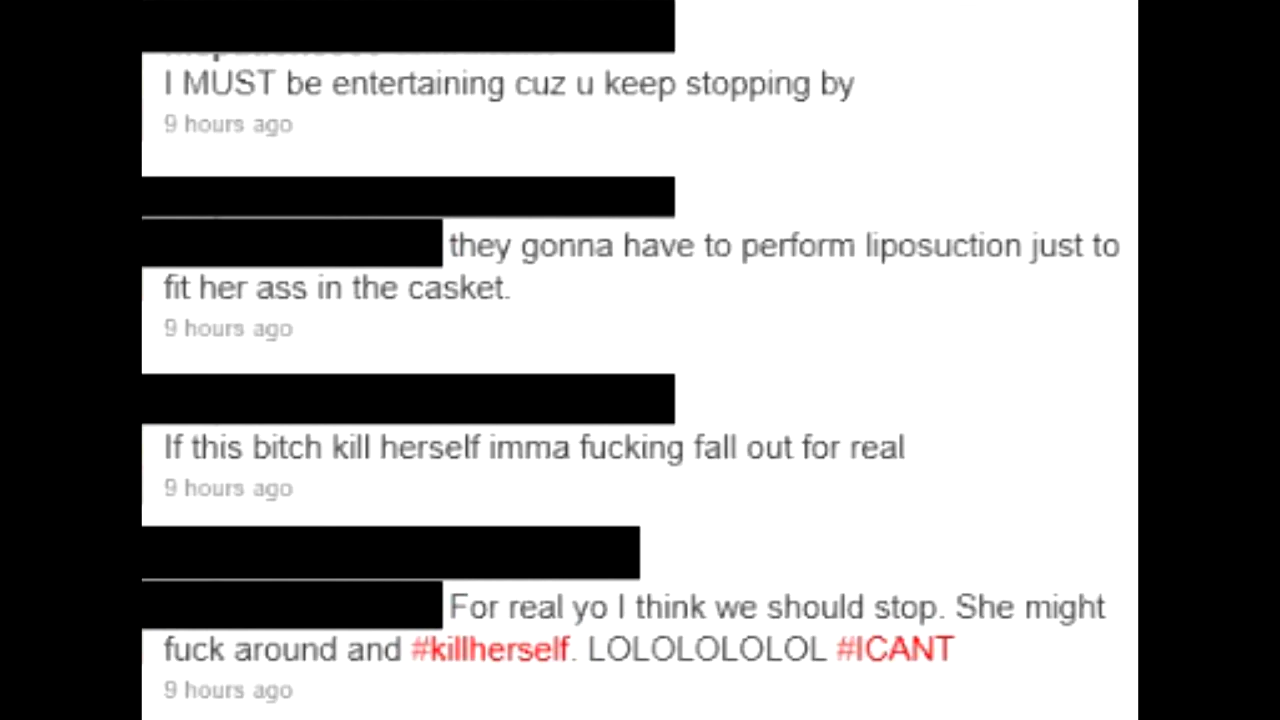 I MUST be entertaining cuz u keep stopping by
9 hours ago
they gonna have to perform liposuction just to
fit her ass in the casket.
9 hours ago
If this bitch kill herself imma fucking fall out for real
9 hours ago
For real yo I think we should stop. She might
fuck around and #killherself. LOLOLOLOLOL #ICANT
9 hours ago